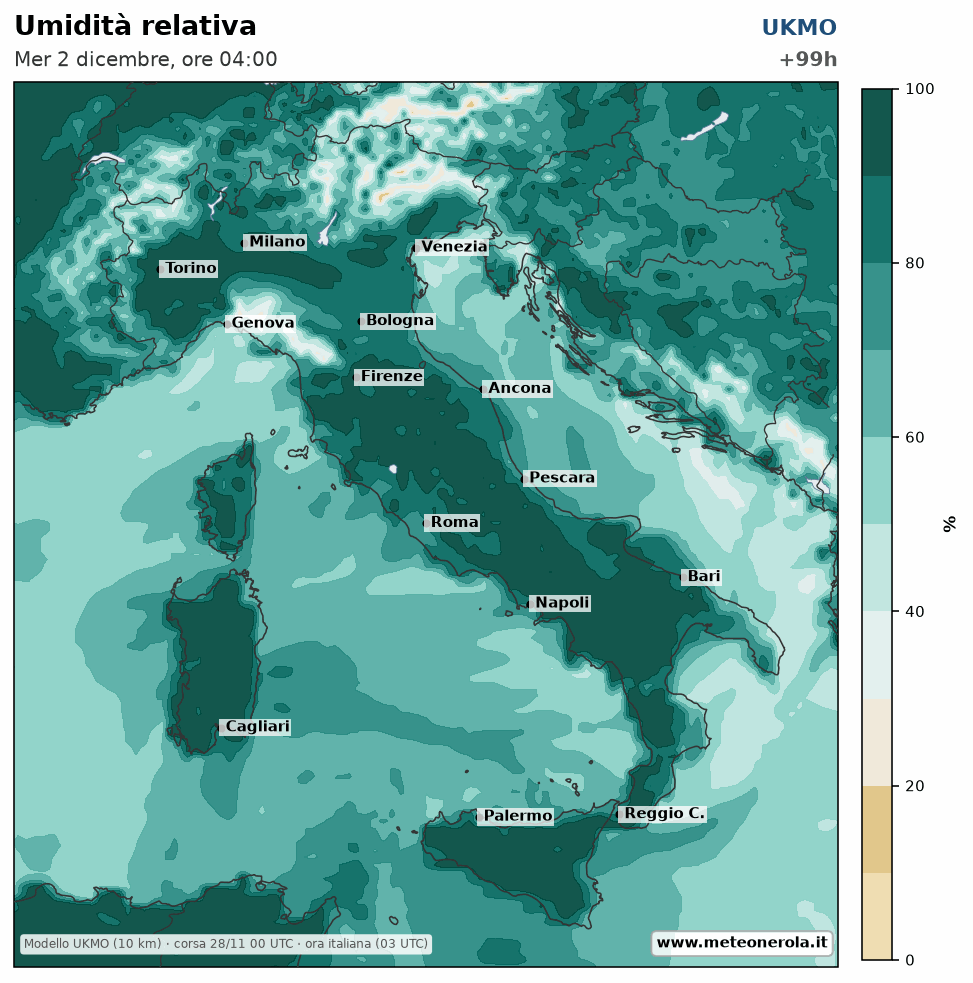 Umidità relativa
UKMO
Mer 2 dicembre, ore 04:00
+99h
100
80
60
40
20
0
%
Milano
Venezia
Torino
Genova
Bologna
Firenze
Ancona
Pescara
Roma
Bari
Napoli
Cagliari
Palermo
Reggio C.
Modello UKMO (10 km) · corsa 28/11 00 UTC · ora italiana (03 UTC)
www.meteonerola.it